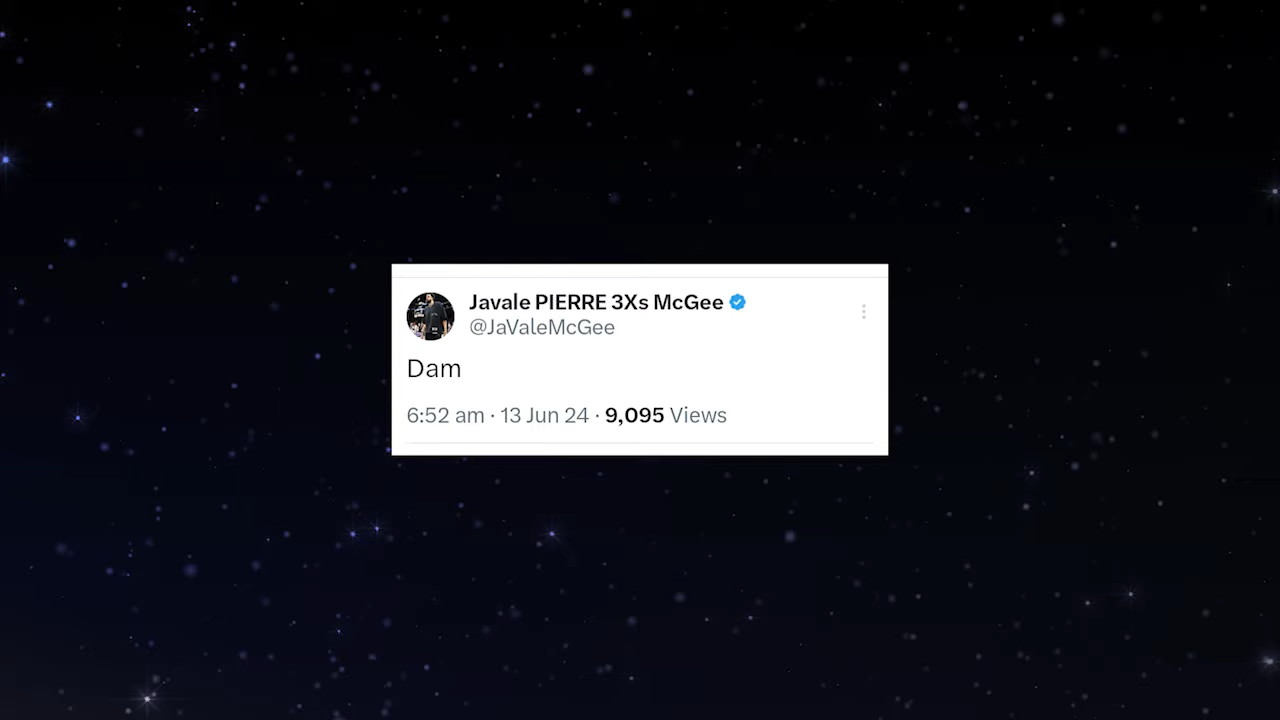 Javale PIERRE 3Xs McGee
@JaValeMcGee
Dam
6:52 am · 13 Jun 24 · 9,095 Views